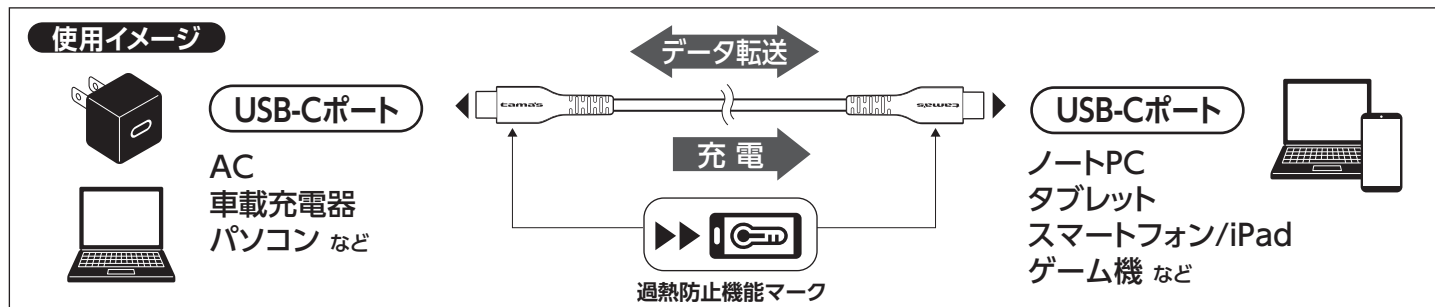 使用イメージ
データ転送
USB-Cポート
tama's
tama's
USB-Cポート
充電
AC
車載充電器
パソコン など
ノートPC
タブレット
スマートフォン/iPad
ゲーム機 など
過熱防止機能マーク